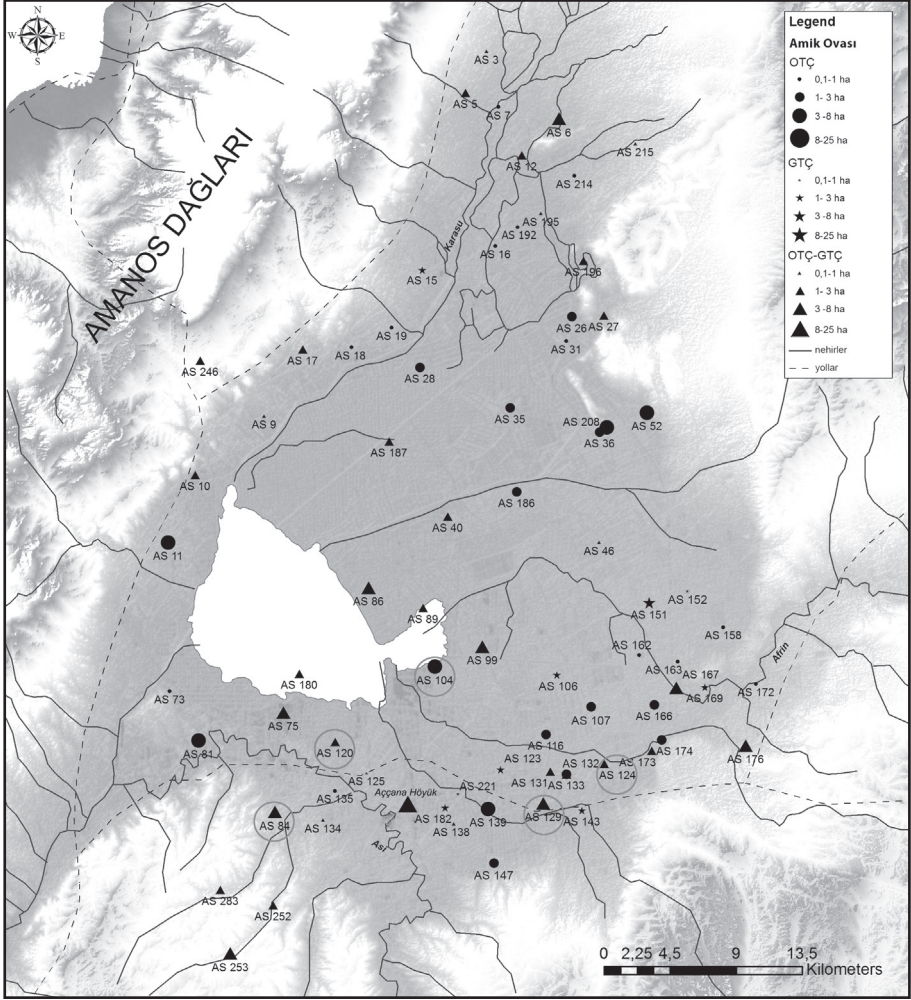 N
W E
S
Legend
Amik Ovası
OTÇ
0,1-1 ha
1- 3 ha
3 -8 ha
8-25 ha
GTÇ
0,1-1 ha
1- 3 ha
3 -8 ha
8-25 ha
OTÇ-GTÇ
0,1-1 ha
1- 3 ha
3 -8 ha
8-25 ha
nehirler
yollar
AMANOS DAĞLARI
AS 3
AS 5
AS 7
AS 6
AS 12
AS 215
AS 214
AS 195
AS 192
Karasu
AS 16
AS 196
AS 15
AS 19
AS 26
AS 27
AS 18
AS 31
AS 17
AS 246
AS 28
AS 9
AS 35
AS 208
AS 52
AS 36
AS 187
AS 10
AS 186
AS 40
AS 11
AS 46
AS 86
AS 152
AS 89
AS 151
AS 158
AS 162
Afrin
AS 99
AS 163
AS 167
AS 104
AS 180
AS 106
AS 169
AS 172
AS 73
AS 107
AS 166
AS 75
AS 116
AS 81
AS 120
AS 123
AS 132
AS 173
AS 174
AS 176
AS 125
AS 131
AS 133
AS 124
AS 221
AS 135
Aççana Höyük
AS 84
AS 134
AS 182
AS 138
AS 139
AS 129
AS 143
Asi
AS 147
AS 283
AS 252
AS 253
0 2,25 4,5 9 13,5
Kilometers